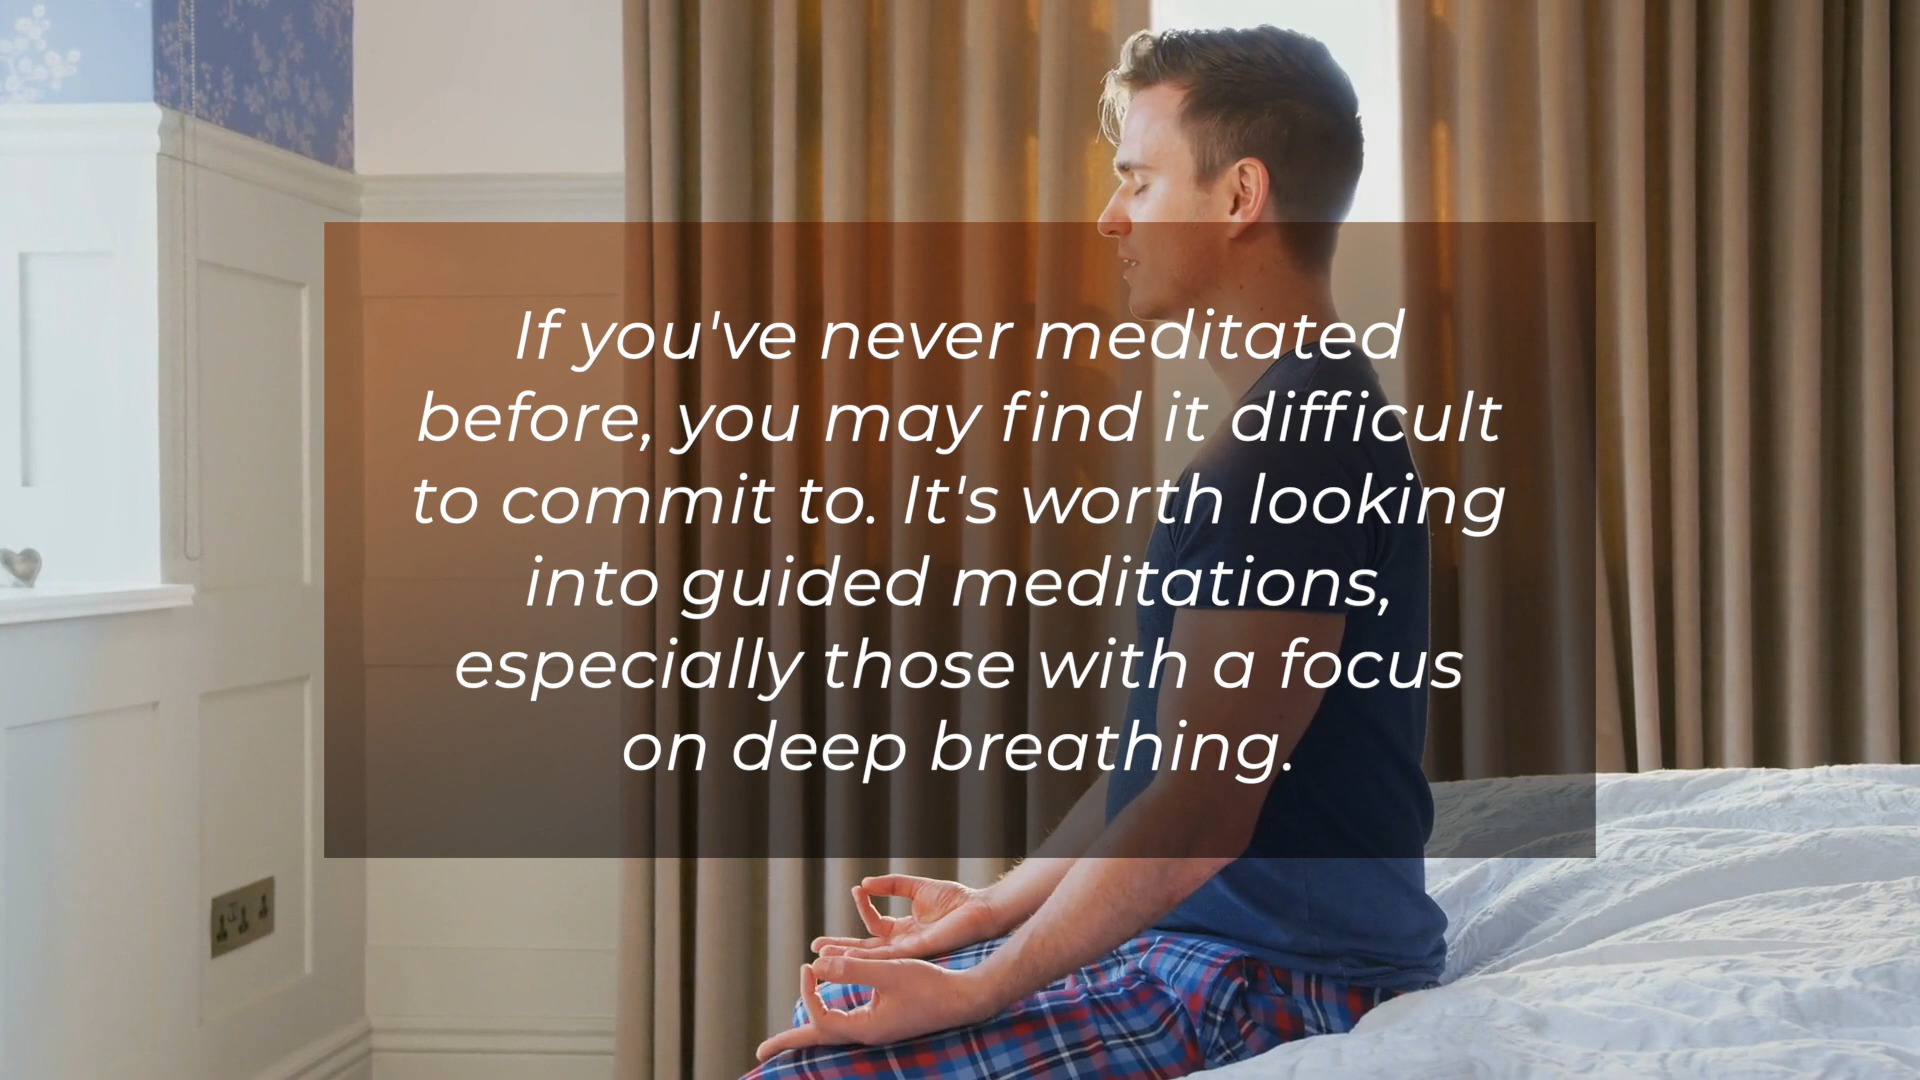 If you've never meditated
before, you may find it difficult
to commit to. It's worth looking
into guided meditations,
especially those with a focus
on deep breathing.